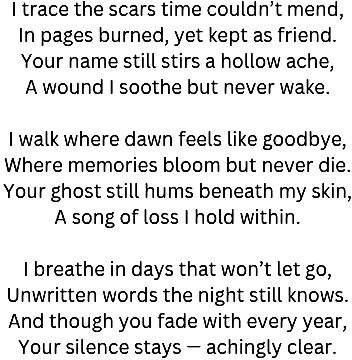 I trace the scars time couldn’t mend,
In pages burned, yet kept as friend.
Your name still stirs a hollow ache,
A wound I soothe but never wake.

I walk where dawn feels like goodbye,
Where memories bloom but never die.
Your ghost still hums beneath my skin,
A song of loss I hold within.

I breathe in days that won’t let go,
Unwritten words the night still knows.
And though you fade with every year,
Your silence stays — achingly clear.